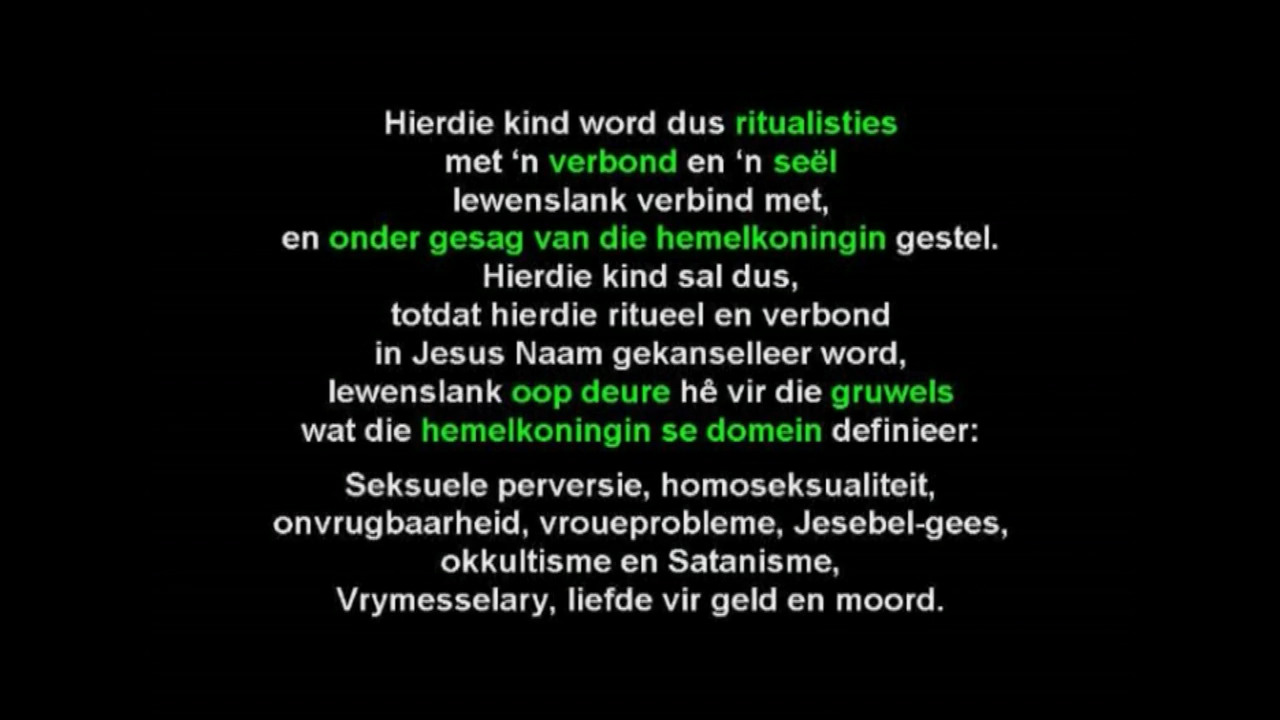 Hierdie kind word dus ritualisties
met ‘n verbond en ‘n seël
lewenslank verbind met,
en onder gesag van die hemelkoningin gestel.
Hierdie kind sal dus,
totdat hierdie ritueel en verbond
in Jesus Naam gekanselleer word,
lewenslank oop deure hê vir die gruwels
wat die hemelkoningin se domein definieer:
Seksuele perversie, homoseksualiteit,
onvrugbaarheid, vroueprobleme, Jesebel-gees,
okkultisme en Satanisme,
Vrymesselary, liefde vir geld en moord.